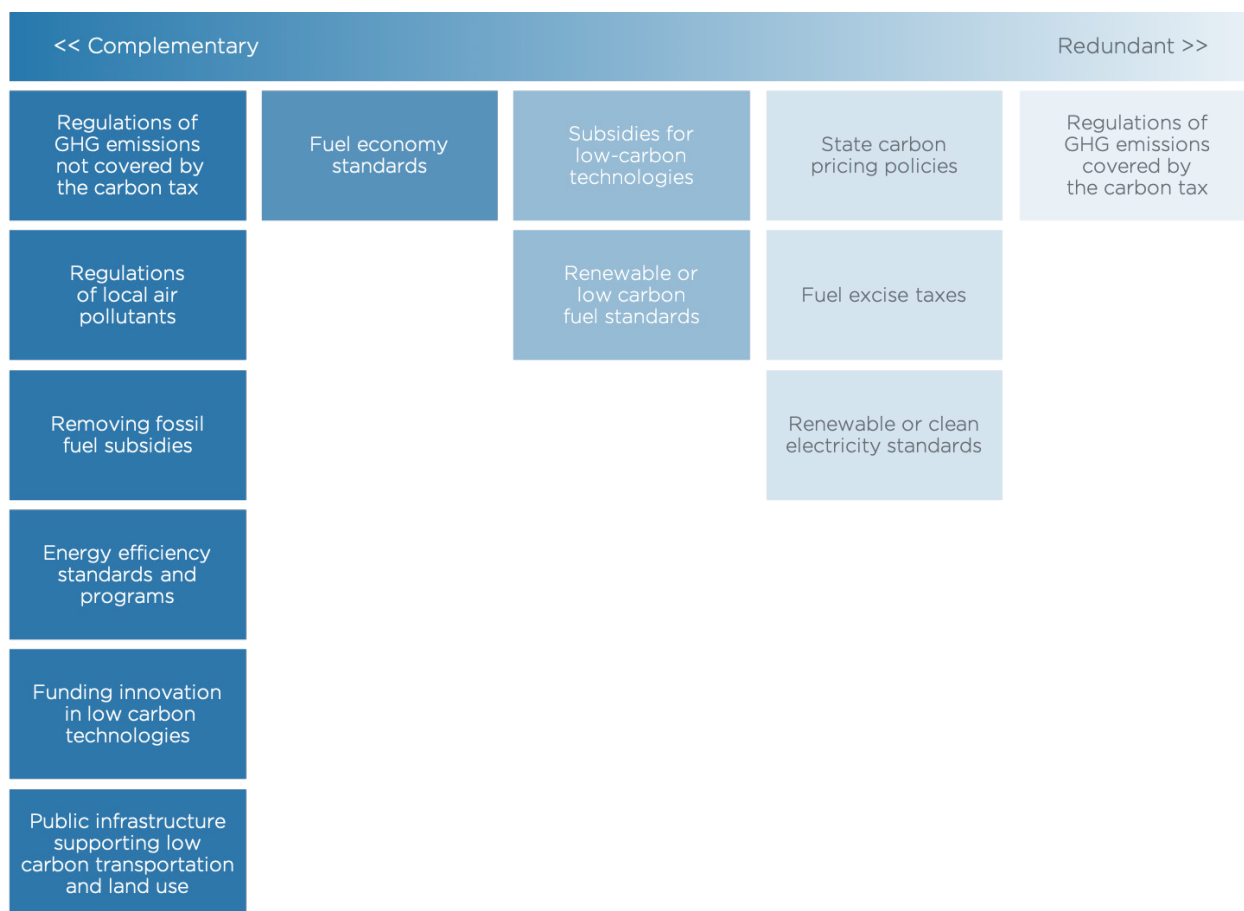 << Complementary
Redundant >>
Regulations of
GHG emissions
not covered by
the carbon tax
Fuel economy
standards
Subsidies for
low-carbon
technologies
State carbon
pricing policies
Regulations of
GHG emissions
covered by
the carbon tax
Regulations
of local air
pollutants
Renewable or
low carbon
fuel standards
Fuel excise taxes
Removing fossil
fuel subsidies
Renewable or clean
electricity standards
Energy efficiency
standards and
programs
Funding innovation
in low carbon
technologies
Public infrastructure
supporting low
carbon transportation
and land use